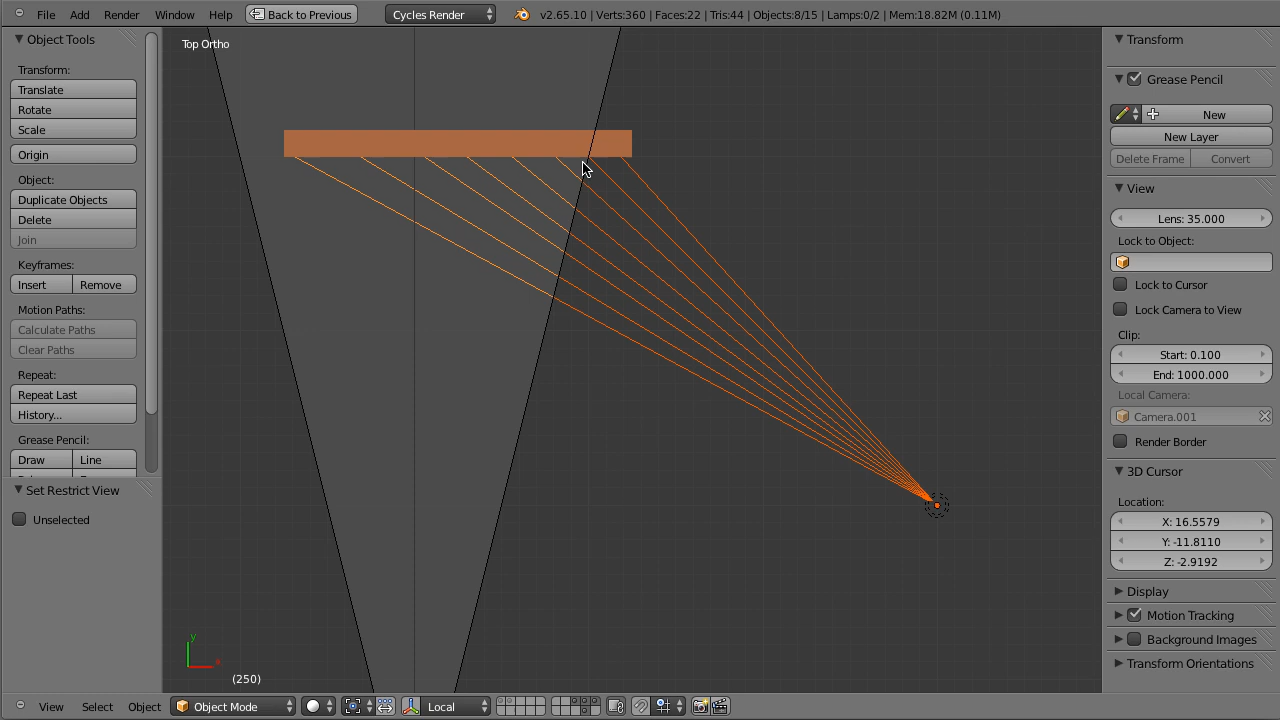 File Add Render Window Help Back to Previous Cycles Render v2.65.10 | Verts:360 | Faces:22 | Tris:44 | Objects:8/15 | Lamps:0/2 | Mem:18.82M (0.11M)
Object Tools
Transform:
Translate
Rotate
Scale
Origin
Object:
Duplicate Objects
Delete
Join
Keyframes:
Insert Remove
Motion Paths:
Calculate Paths
Clear Paths
Repeat:
Repeat Last
History...
Grease Pencil:
Draw Line
Set Restrict View
Unselected
Top Ortho
y
x
(250)
Transform
Grease Pencil
New
New Layer
Delete Frame Convert
View
Lens: 35.000
Lock to Object:
Lock to Cursor
Lock Camera to View
Clip:
Start: 0.100
End: 1000.000
Local Camera:
Camera.001
Render Border
3D Cursor
Location:
X: 16.5579
Y: -11.8110
Z: -2.9192
Display
Motion Tracking
Background Images
Transform Orientations
View Select Object Object Mode Local